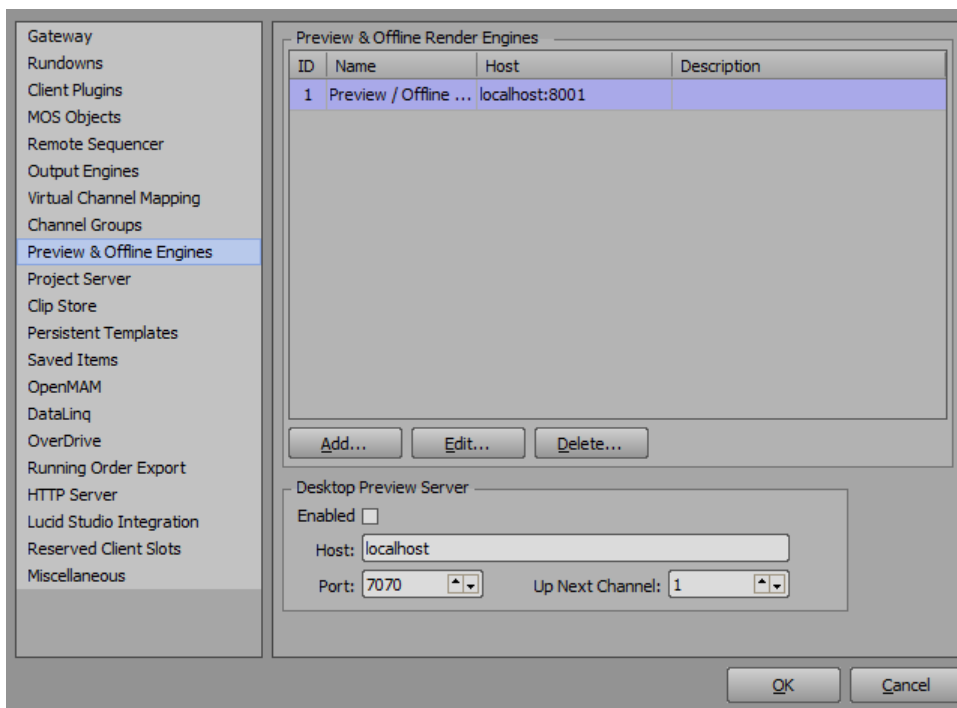 Gateway
Rundowns
Client Plugins
MOS Objects
Remote Sequencer
Output Engines
Virtual Channel Mapping
Channel Groups
Preview & Offline Engines
Project Server
Clip Store
Persistent Templates
Saved Items
OpenMAM
DataLinq
OverDrive
Running Order Export
HTTP Server
Lucid Studio Integration
Reserved Client Slots
Miscellaneous
Preview & Offline Render Engines
ID Name Host Description
1 Preview / Offline ... localhost:8001
Add... Edit... Delete...
Desktop Preview Server
Enabled
Host: localhost
Port: 7070 Up Next Channel: 1
OK Cancel